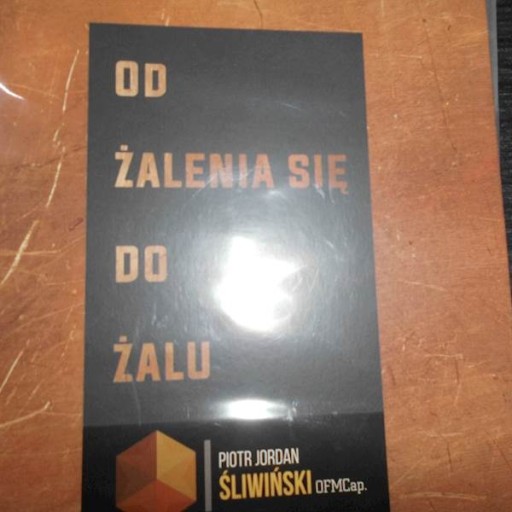 OD
ŻALENIA SIĘ
DO
ŻALU
PIOTR JORDAN
ŚLIWIŃSKI OFMCap.